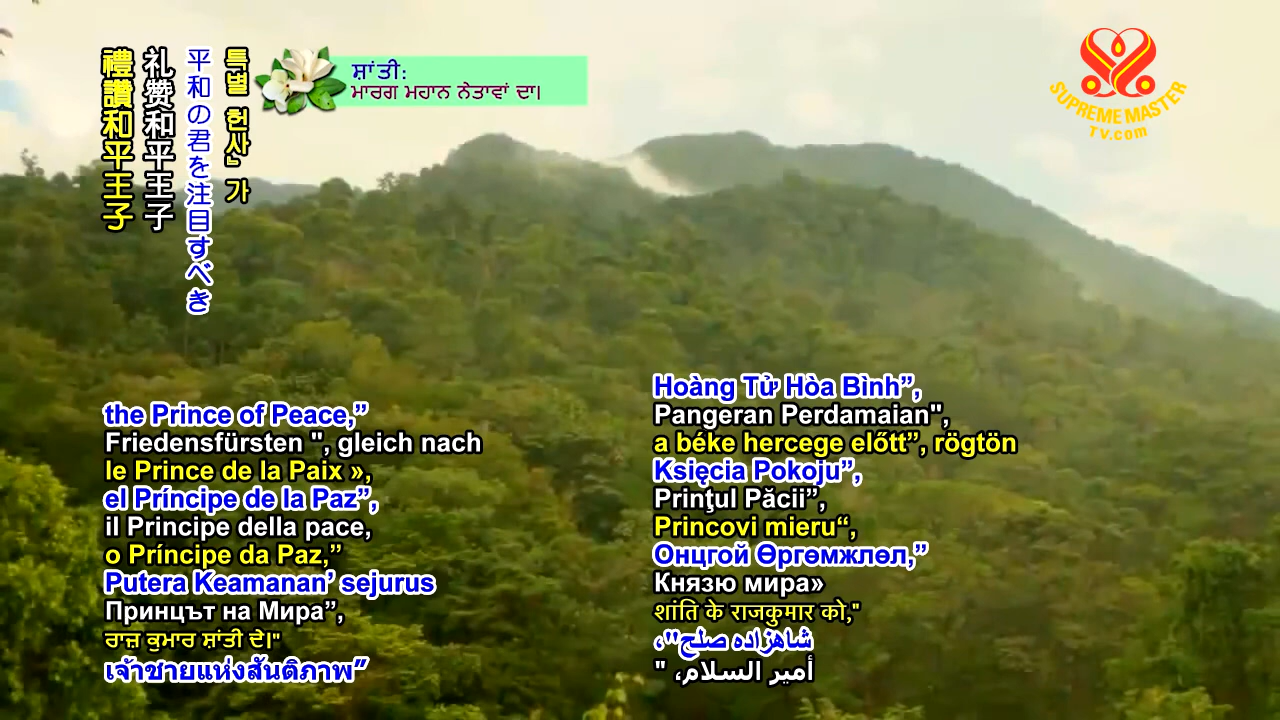 특별 헌사』가
平和の君を注目すべき
礼赞和平王子
禮讚和平王子
ਸ਼ਾਂਤੀ:
ਮਾਰਗ ਮਹਾਨ ਨੇਤਾਵਾਂ ਦਾ।
SUPREME MASTER
TV.com
the Prince of Peace,”
Friedensfürsten ", gleich nach
le Prince de la Paix »,
el Príncipe de la Paz”,
il Principe della pace,
o Príncipe da Paz,”
Putera Keamanan’ sejurus
Принцът на Мира”,
ਰਾਜ਼ ਕੁਮਾਰ ਸ਼ਾਂਤੀ ਦੇ।"
เจ้าชายแห่งสันติภาพ”
Hoàng Tử Hòa Bình”,
Pangeran Perdamaian",
a béke hercege előtt”, rögtön
Księcia Pokoju”,
Prinţul Păcii”,
Princovi mieru“,
Онцгой Өргөмжлөл,”
Князю мира»
शांति के राजकुमार को,"
شاهزاده صلح"،
أمير السلام، "